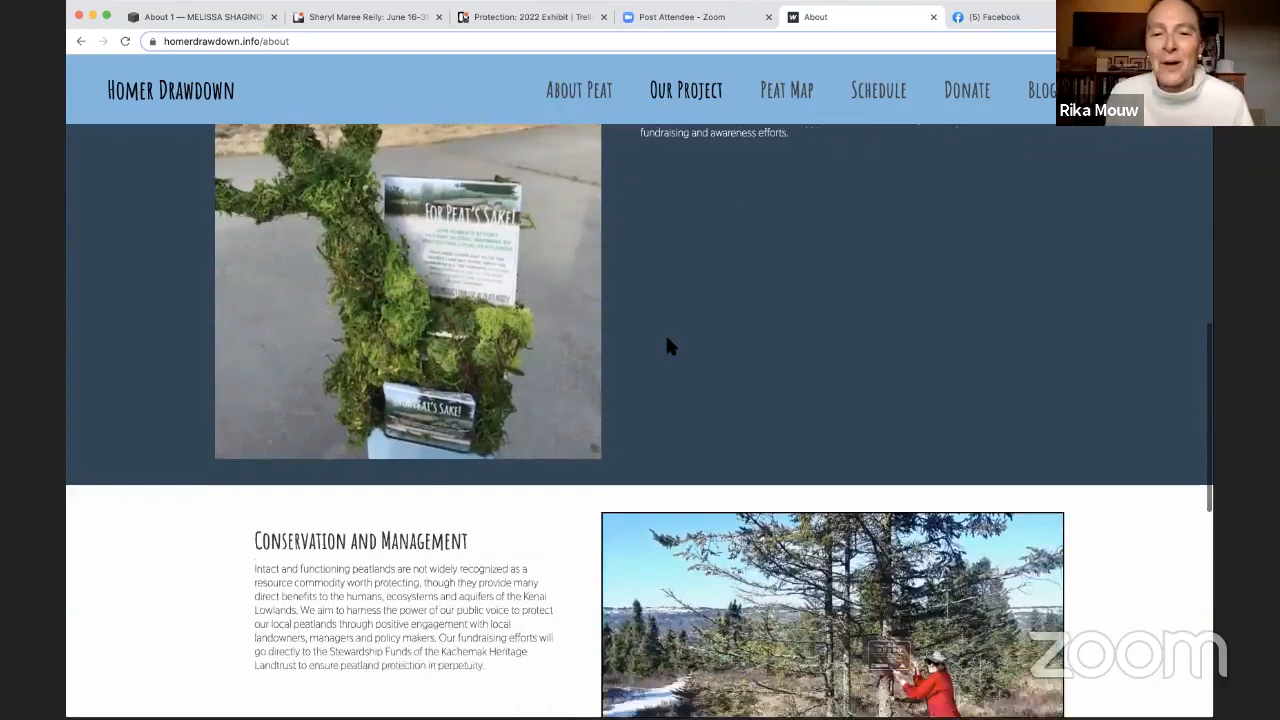 About 1 — MELISSA SHAGINO
Sheryl Maree Reily: June 16-30
Protection: 2022 Exhibit | Trell
Post Attendee - Zoom
About
(5) Facebook
homerdrawdown.info/about
Homer Drawdown
About Peat
Our Project
Peat Map
Schedule
Donate
Blog
Rika Mouw
fundraising and awareness efforts.
For Peat's Sake!
For Peat's Sake!
Conservation and Management
Intact and functioning peatlands are not widely recognized as a
resource commodity worth protecting, though they provide many
direct benefits to the humans, ecosystems and aquifers of the Kenai
Lowlands. We aim to harness the power of our public voice to protect
our local peatlands through positive engagement with local
landowners, managers and policy makers. Our fundraising efforts will
go directly to the Stewardship Funds of the Kachemak Heritage
Landtrust to ensure peatland protection in perpetuity.
zoom